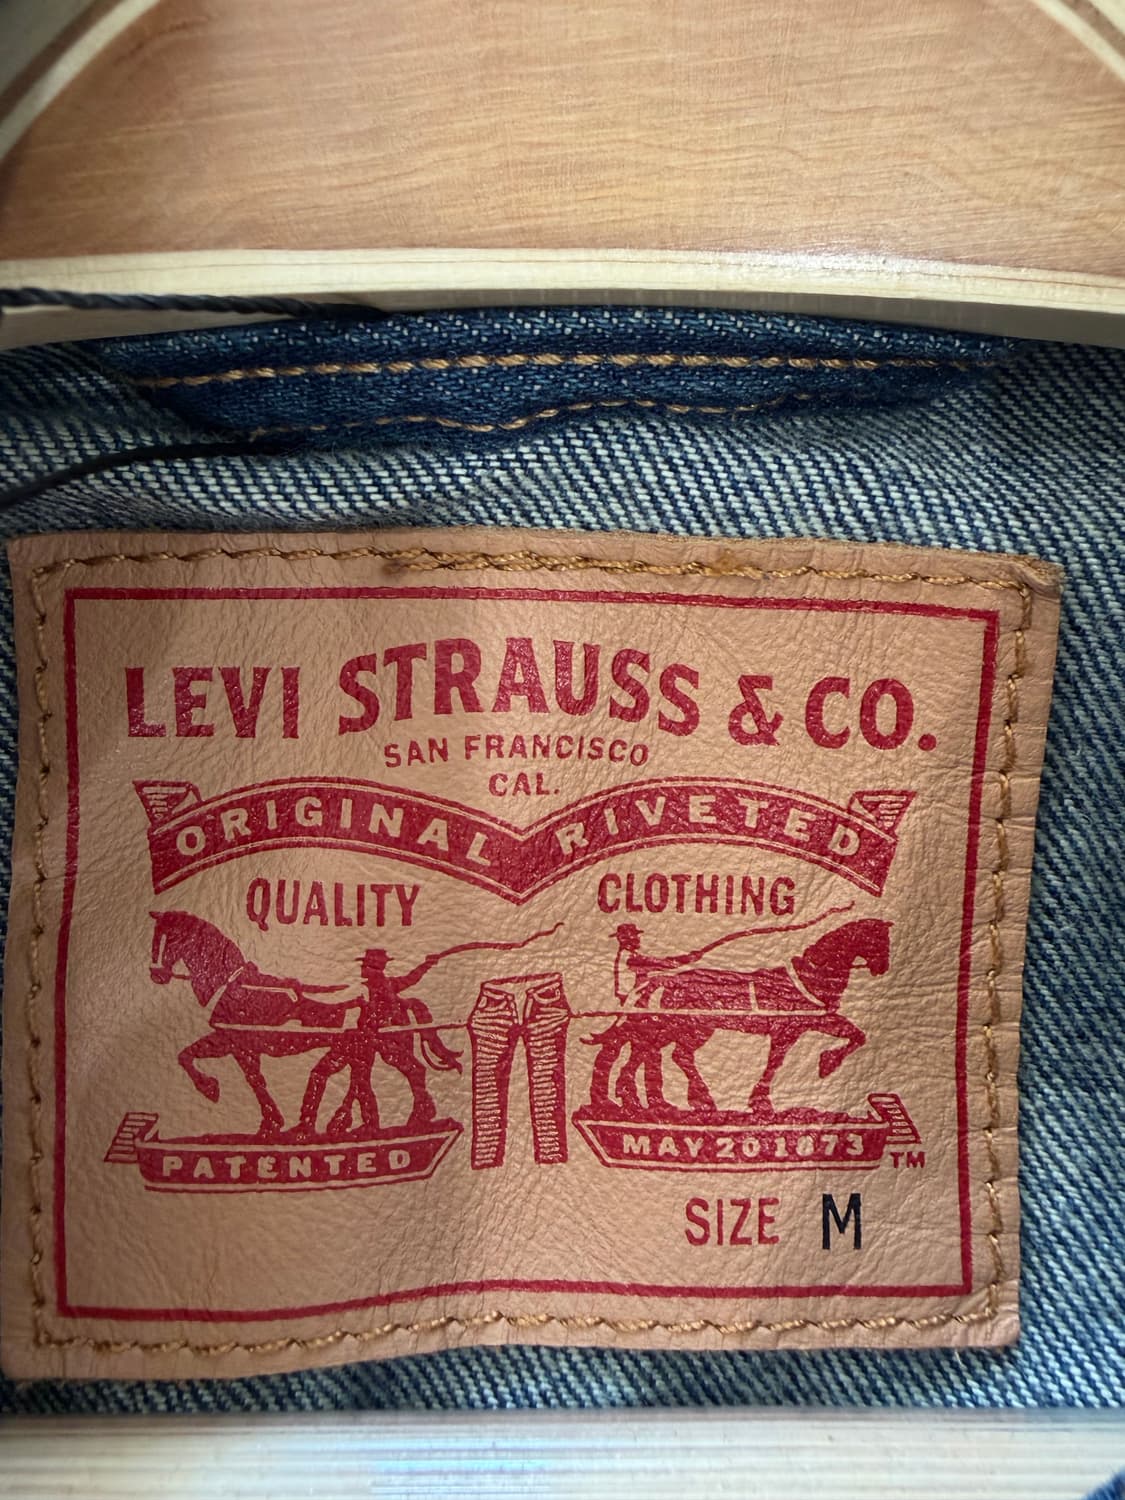 LEVI STRAUSS & CO.
SAN FRANCISCO
CAL.
ORIGINAL RIVETED
QUALITY CLOTHING
PATENTED MAY 20 1873 TM
SIZE M